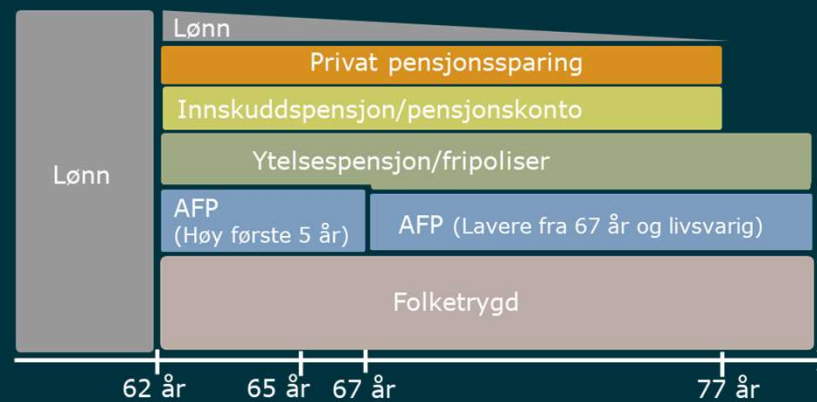 Lønn
Lønn
Privat pensjonssparing
Innskuddspensjon/pensjonskonto
Ytelsespensjon/fripoliser
AFP
(Høy første 5 år)
AFP (Lavere fra 67 år og livsvarig)
Folketrygd
62 år 65 år 67 år 77 år